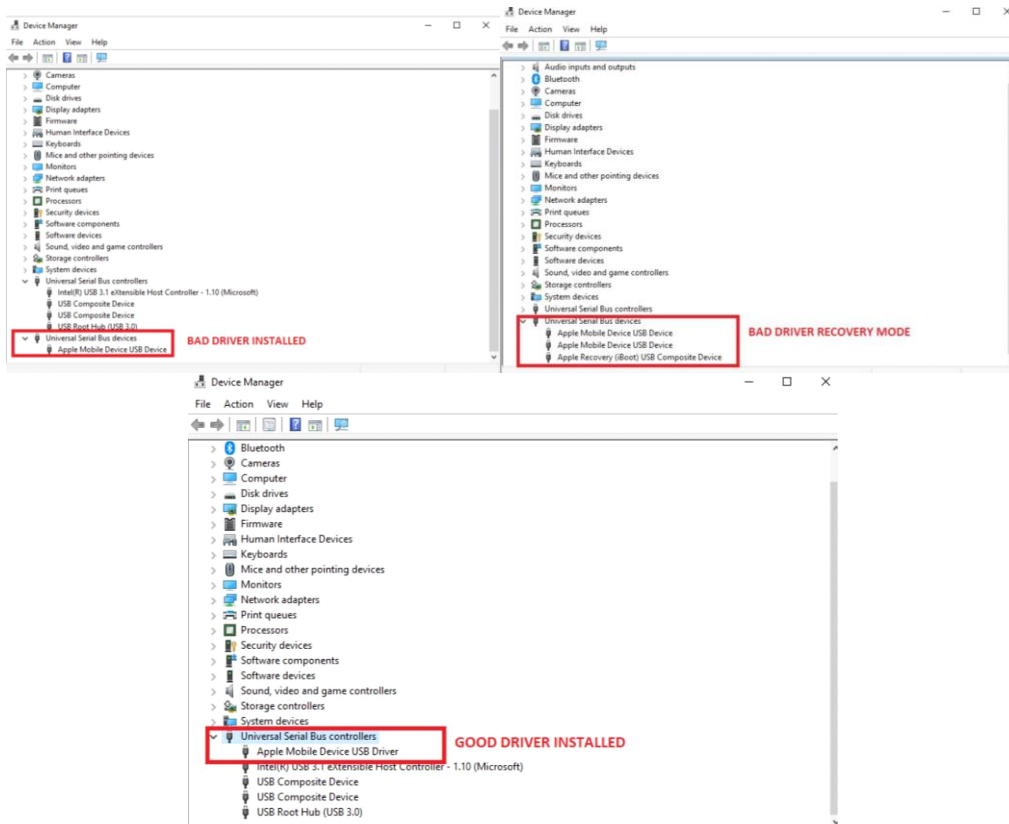 Device Manager
File Action View Help
Cameras
Computer
Disk drives
Display adapters
Firmware
Human Interface Devices
Keyboards
Mice and other pointing devices
Monitors
Network adapters
Print queues
Processors
Security devices
Software components
Software devices
Sound, video and game controllers
Storage controllers
System devices
Universal Serial Bus controllers
Intel(R) USB 3.1 eXtensible Host Controller - 1.10 (Microsoft)
USB Composite Device
USB Composite Device
USB Root Hub (USB 3.0)
Universal Serial Bus devices
Apple Mobile Device USB Device
BAD DRIVER INSTALLED
Device Manager
File Action View Help
Audio inputs and outputs
Bluetooth
Cameras
Computer
Disk drives
Display adapters
Firmware
Human Interface Devices
Keyboards
Mice and other pointing devices
Monitors
Network adapters
Print queues
Processors
Security devices
Software components
Software devices
Sound, video and game controllers
Storage controllers
System devices
Universal Serial Bus controllers
Universal Serial Bus devices
Apple Mobile Device USB Device
Apple Mobile Device USB Device
Apple Recovery (iBoot) USB Composite Device
BAD DRIVER RECOVERY MODE
Device Manager
File Action View Help
Bluetooth
Cameras
Computer
Disk drives
Display adapters
Firmware
Human Interface Devices
Keyboards
Mice and other pointing devices
Monitors
Network adapters
Print queues
Processors
Security devices
Software components
Software devices
Sound, video and game controllers
Storage controllers
System devices
Universal Serial Bus controllers
Apple Mobile Device USB Driver
GOOD DRIVER INSTALLED
Intel(R) USB 3.1 eXtensible Host Controller - 1.10 (Microsoft)
USB Composite Device
USB Composite Device
USB Root Hub (USB 3.0)